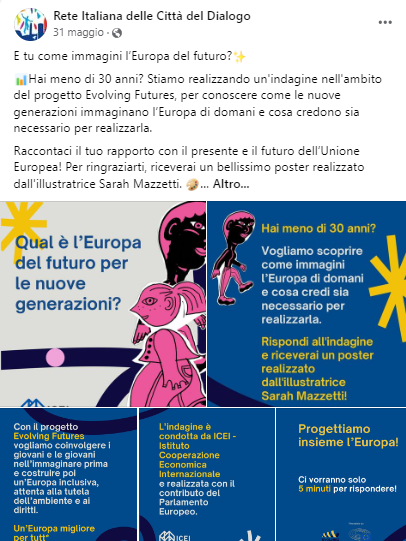 Rete Italiana delle Città del Dialogo
31 maggio ·
E tu come immagini l'Europa del futuro?✨
📊Hai meno di 30 anni? Stiamo realizzando un'indagine nell'ambito
del progetto Evolving Futures, per conoscere come le nuove
generazioni immaginano l'Europa di domani e cosa credono sia
necessario per realizzarla.
Raccontaci il tuo rapporto con il presente e il futuro dell'Unione
Europea! Per ringraziarti, riceverai un bellissimo poster realizzato
dall'illustratrice Sarah Mazzetti. ... Altro...
Qual è l'Europa
del futuro per
le nuove
generazioni?
ICEI
Hai meno di 30 anni?
Vogliamo scoprire
come immagini
l'Europa di domani
e cosa credi sia
necessario per
realizzarla.
Rispondi all'indagine
e riceverai un poster
realizzato
dall'illustratrice
Sarah Mazzetti!
Con il progetto
Evolving Futures
vogliamo coinvolgere i
giovani e le giovani
nell'immaginare prima
e costruire poi
un'Europa inclusiva,
attenta alla tutela
dell'ambiente e ai
diritti.
Un'Europa migliore
per tutt*
L'indagine è
condotta da ICEI -
Istituto
Cooperazione
Economica
Internazionale
e realizzata con il
contributo del
Parlamento
Europeo.
ICEI
Progettiamo
insieme l'Europa!
Ci vorranno solo
5 minuti per rispondere!